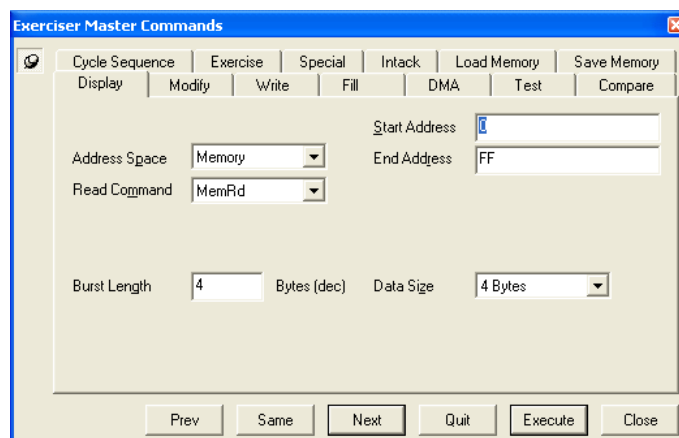 Exerciser Master Commands
Cycle Sequence Exercise Special Intack Load Memory Save Memory
Display Modify Write Fill DMA Test Compare
Start Address 0
Address Space Memory End Address FF
Read Command MemRd
Burst Length 4 Bytes (dec) Data Size 4 Bytes
Prev Same Next Quit Execute Close